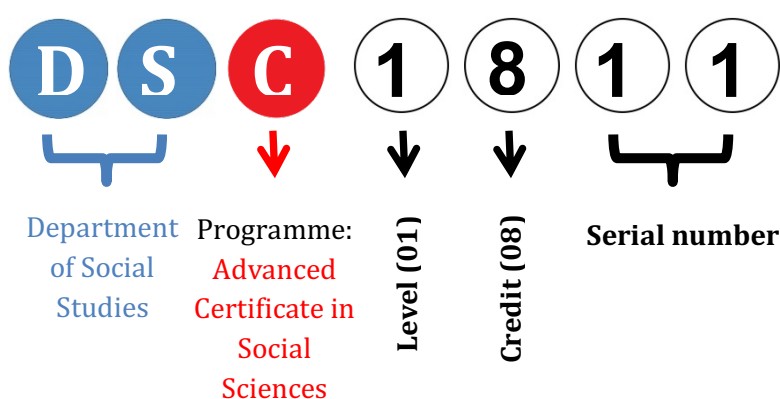 D S C 1 8 1 1
Department
of Social
Studies
Programme:
Advanced
Certificate in
Social
Sciences
Level (01)
Credit (08)
Serial number